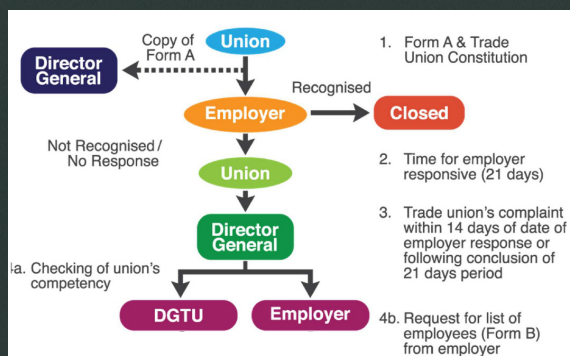 Union
Copy of
Form A
Director
General
1. Form A & Trade
Union Constitution
Recognised
Employer
Closed
Not Recognised /
No Response
Union
2. Time for employer
responsive (21 days)
Director
General
3. Trade union's complaint
within 14 days of date of
employer response or
following conclusion of
21 days period
4a. Checking of union's
competency
DGTU
Employer
4b. Request for list of
employees (Form B)
from employer